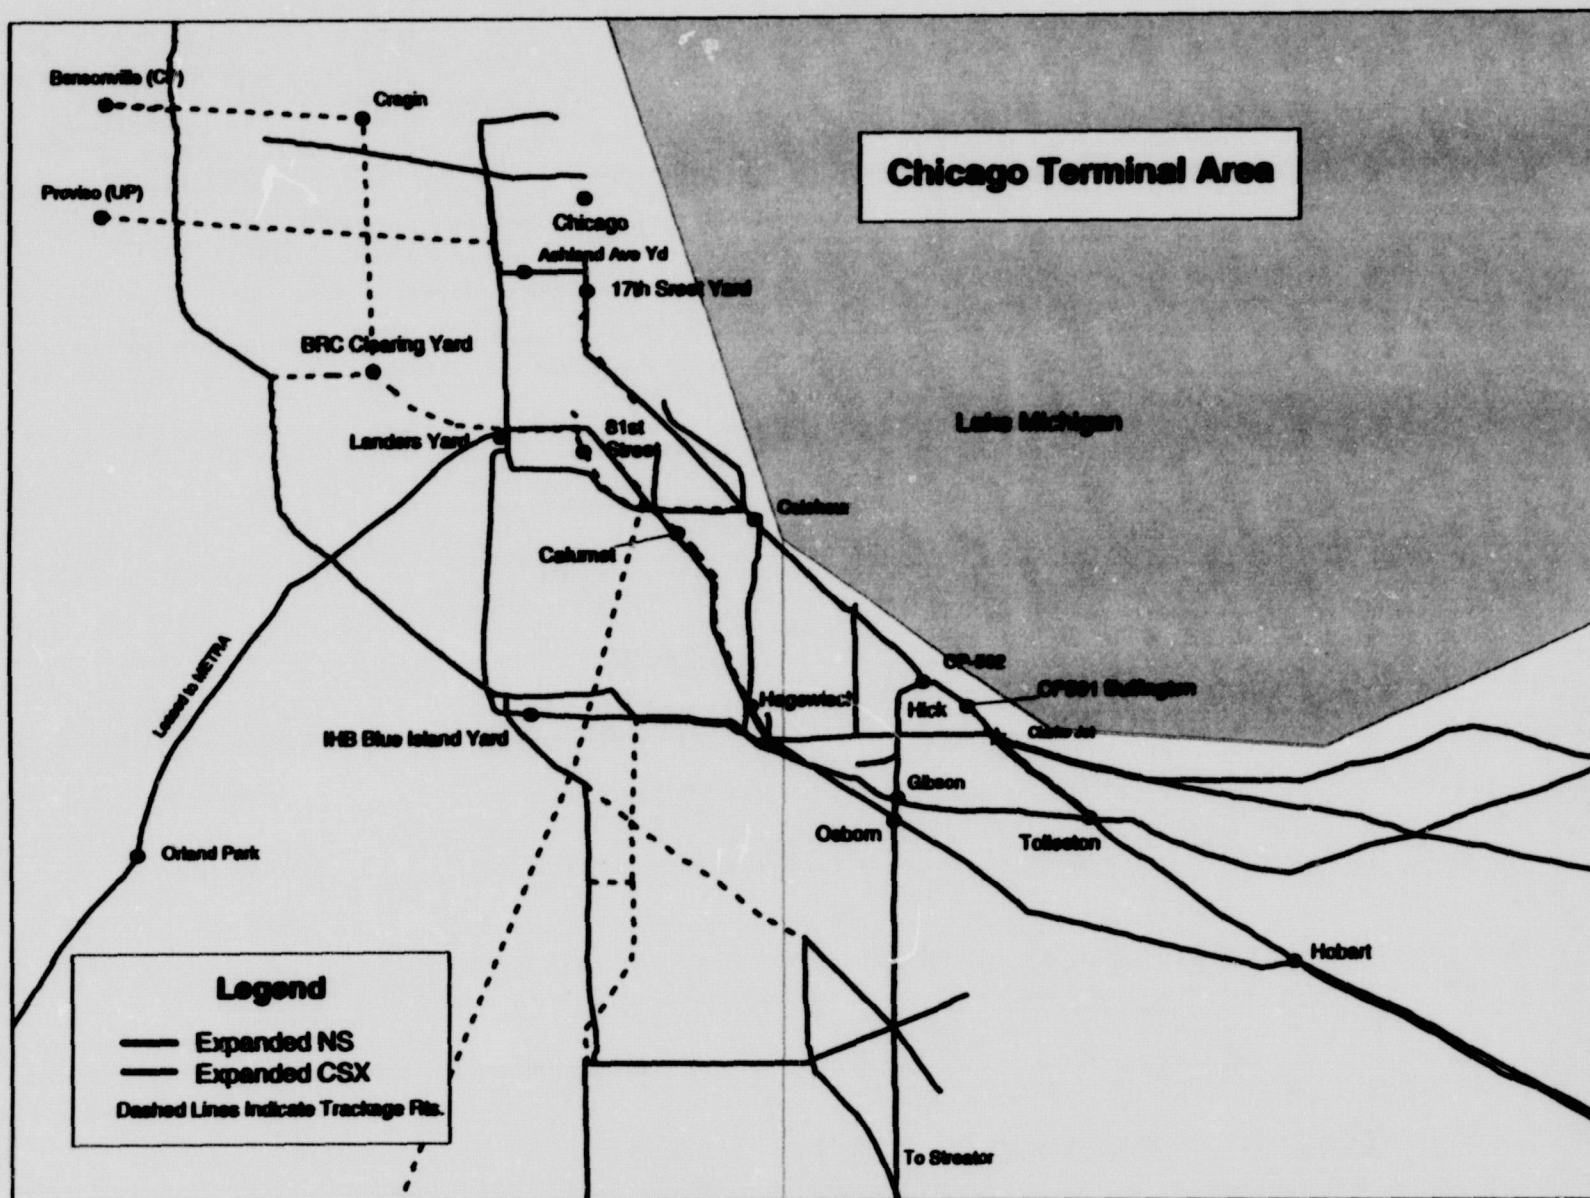 Bensonville (CP)
Cragin
Chicago Terminal Area
Proviso (UP)
Chicago
Ashland Ave Yd
17th Sreet Yard
BRC Clearing Yard
Lake Michigan
Landers Yard
81st
Street
Calumet
Leased to METRA
CP-502
CP501 Buffington
Hegewisch
Hick
IHB Blue Island Yard
Gibson
Osborn
Tolleston
Orland Park
Hobart
Legend
Expanded NS
Expanded CSX
Dashed Lines Indicate Trackage Rts.
To Streator